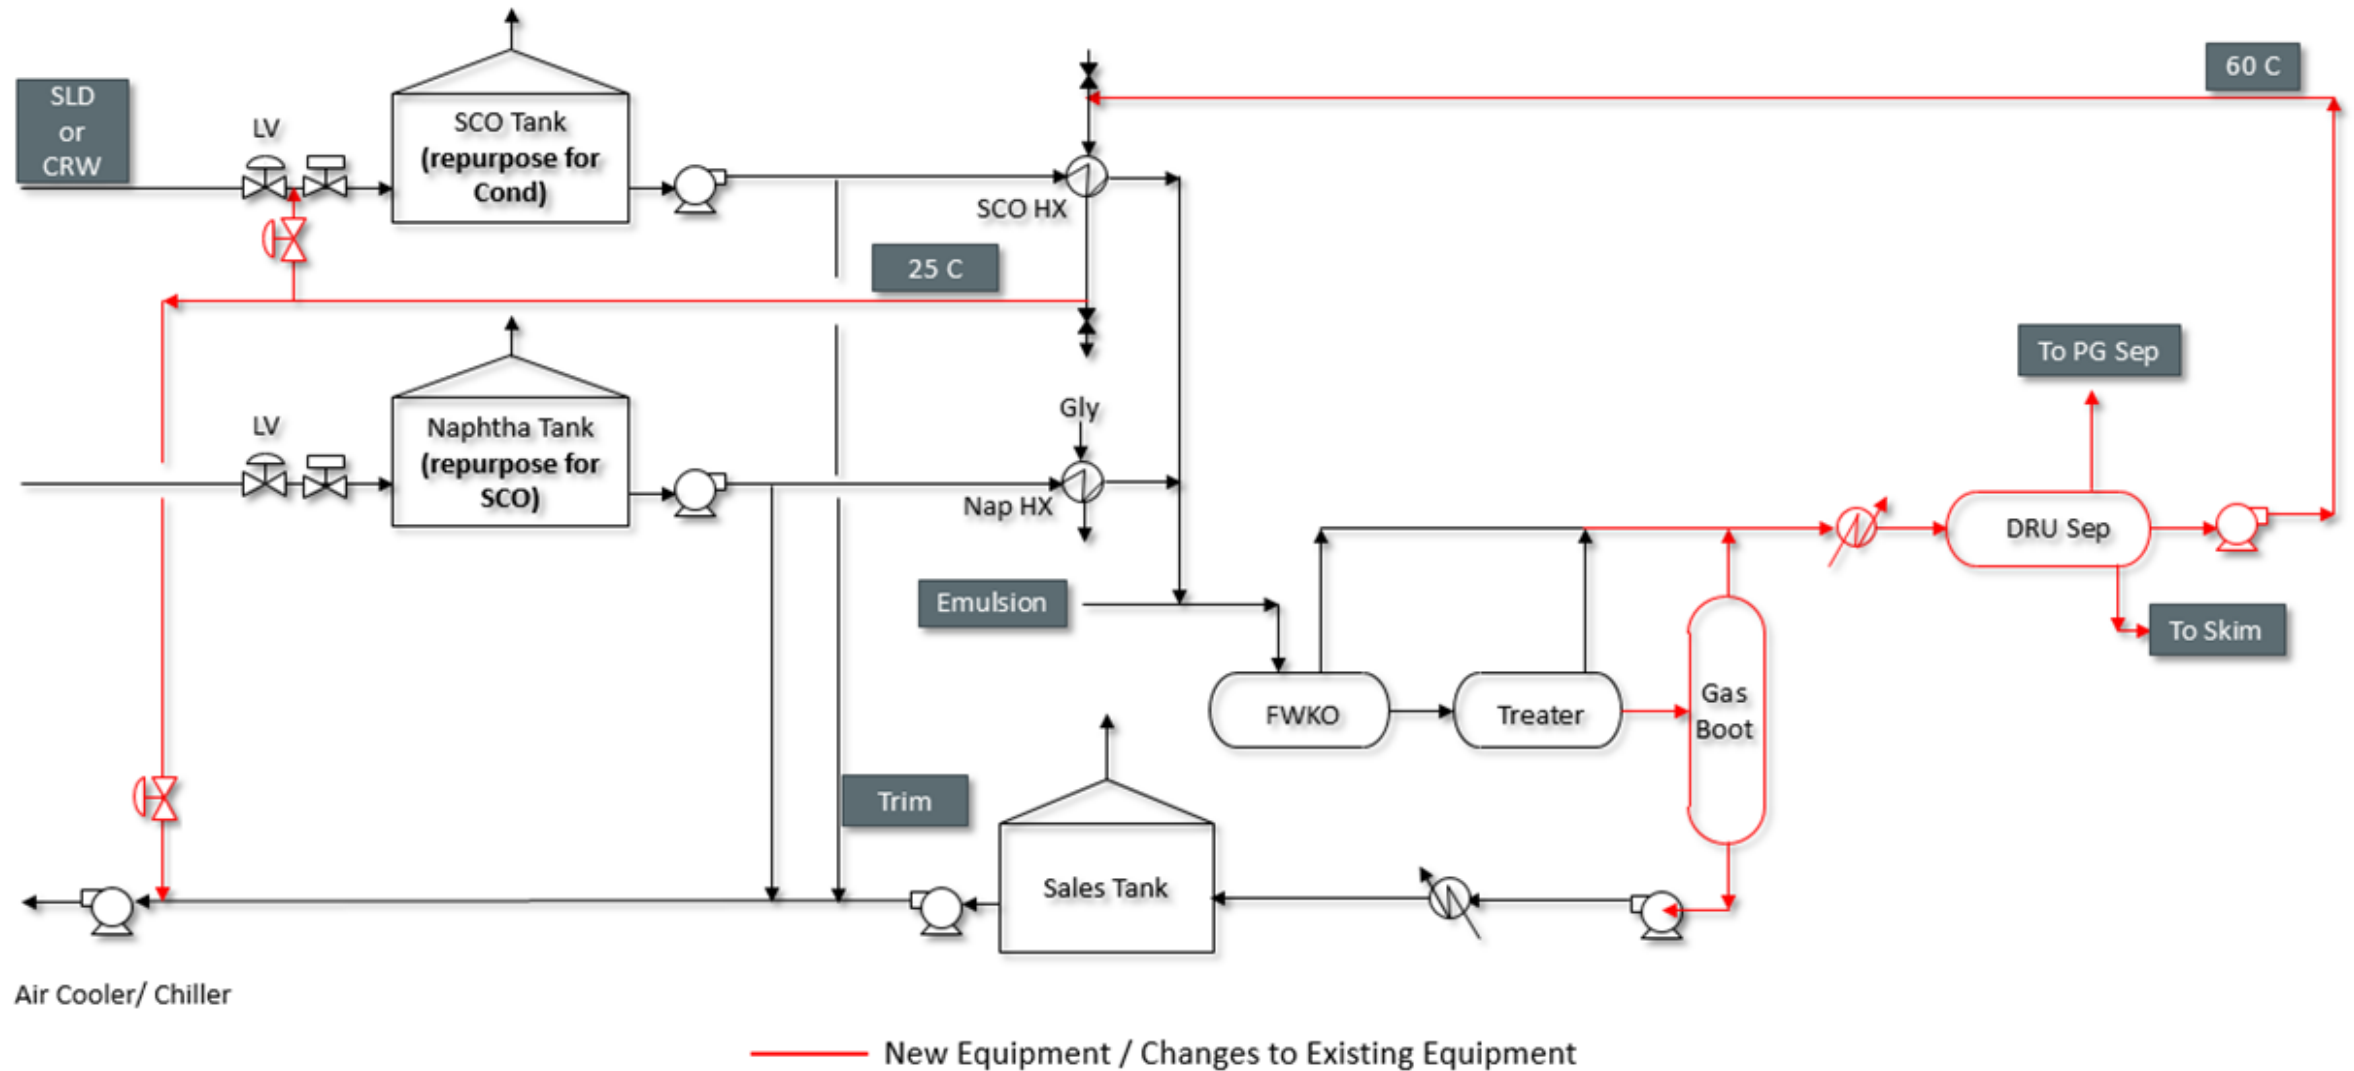 SLD
or
CRW
LV
SCO Tank
(repurpose for
Cond)
SCO HX
60 C
25 C
LV
Naphtha Tank
(repurpose for
SCO)
Gly
Nap HX
To PG Sep
DRU Sep
Emulsion
To Skim
FWKO
Treater
Gas
Boot
Trim
Sales Tank
Air Cooler/ Chiller
New Equipment / Changes to Existing Equipment